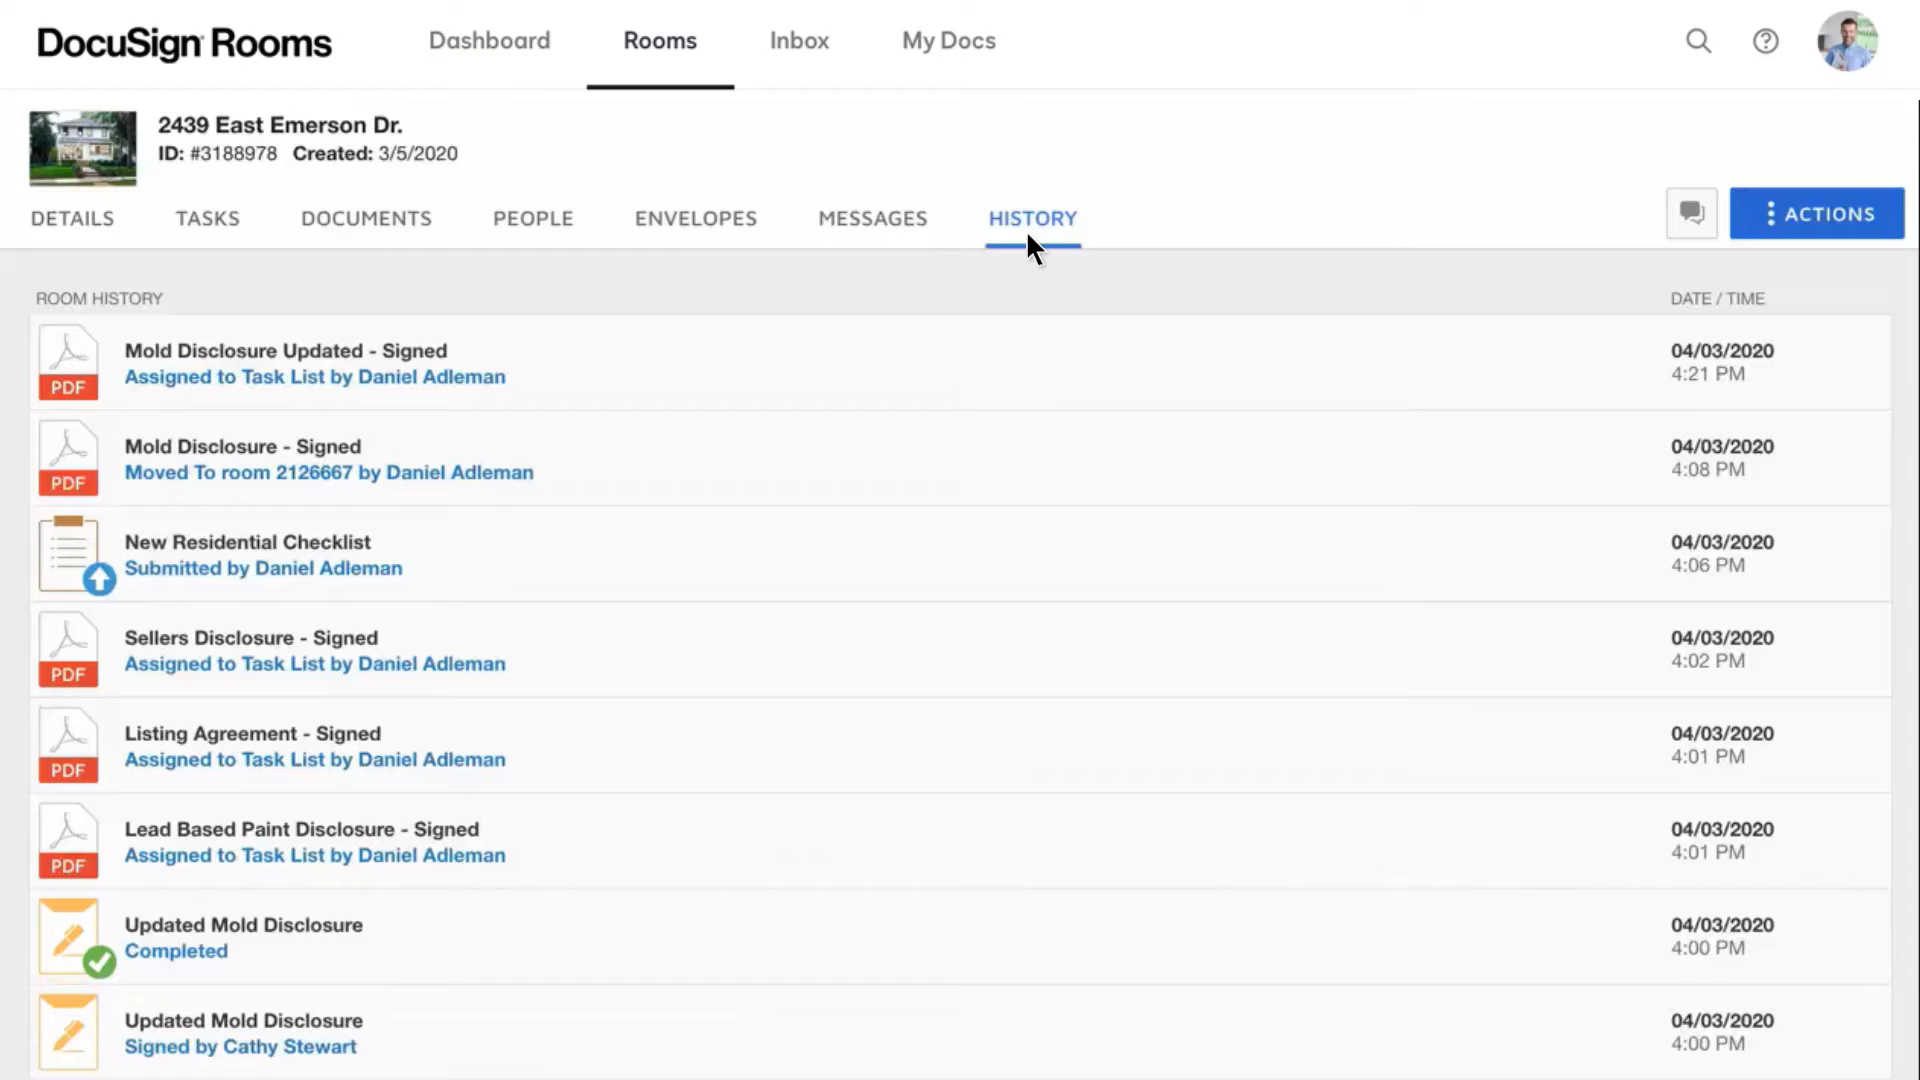 DocuSign Rooms
Dashboard
Rooms
Inbox
My Docs
2439 East Emerson Dr.
ID: #3188978 Created: 3/5/2020
DETAILS
TASKS
DOCUMENTS
PEOPLE
ENVELOPES
MESSAGES
HISTORY
ACTIONS
ROOM HISTORY
DATE / TIME
PDF
Mold Disclosure Updated - Signed
Assigned to Task List by Daniel Adleman
04/03/2020
4:21 PM
PDF
Mold Disclosure - Signed
Moved To room 2126667 by Daniel Adleman
04/03/2020
4:08 PM
New Residential Checklist
Submitted by Daniel Adleman
04/03/2020
4:06 PM
PDF
Sellers Disclosure - Signed
Assigned to Task List by Daniel Adleman
04/03/2020
4:02 PM
PDF
Listing Agreement - Signed
Assigned to Task List by Daniel Adleman
04/03/2020
4:01 PM
PDF
Lead Based Paint Disclosure - Signed
Assigned to Task List by Daniel Adleman
04/03/2020
4:01 PM
Updated Mold Disclosure
Completed
04/03/2020
4:00 PM
Updated Mold Disclosure
Signed by Cathy Stewart
04/03/2020
4:00 PM